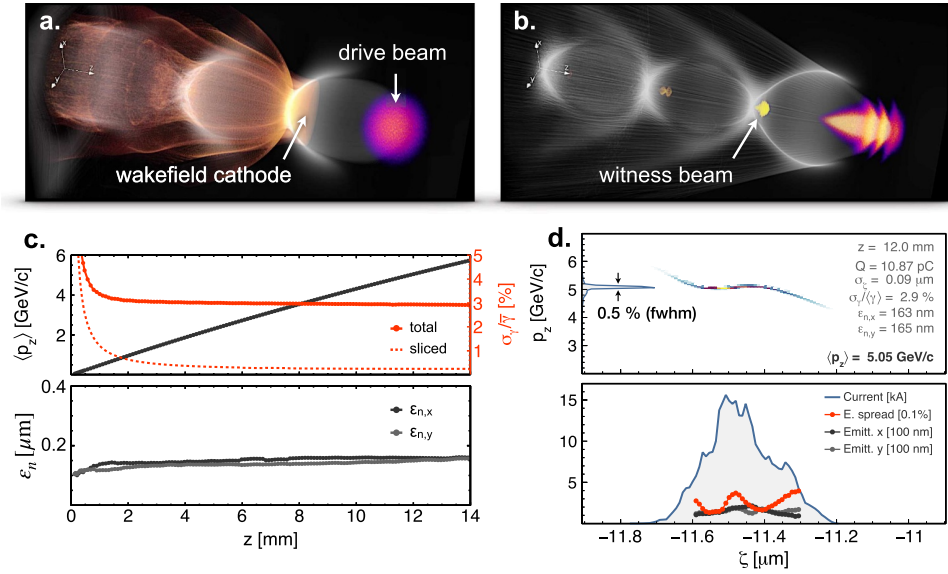 a.
drive beam
wakefield cathode
x
y
z
b.
witness beam
x
y
z
c.
⟨p_z⟩ [GeV/c]
6
4
2
5
4
3
2
1
σ_γ/γ̄ [%]
total
sliced
ε_n [μm]
0.4
0.2
ε_n,x
ε_n,y
0 2 4 6 8 10 12 14
z [mm]
d.
p_z [GeV/c]
6
5
4
3
2
0.5 % (fwhm)
z = 12.0 mm
Q = 10.87 pC
σ_ζ = 0.09 μm
σ_γ/⟨γ⟩ = 2.9 %
ε_n,x = 163 nm
ε_n,y = 165 nm
⟨p_z⟩ = 5.05 GeV/c
15
10
5
Current [kA]
E. spread [0.1%]
Emitt. x [100 nm]
Emitt. y [100 nm]
−11.8 −11.6 −11.4 −11.2 −11
ζ [μm]